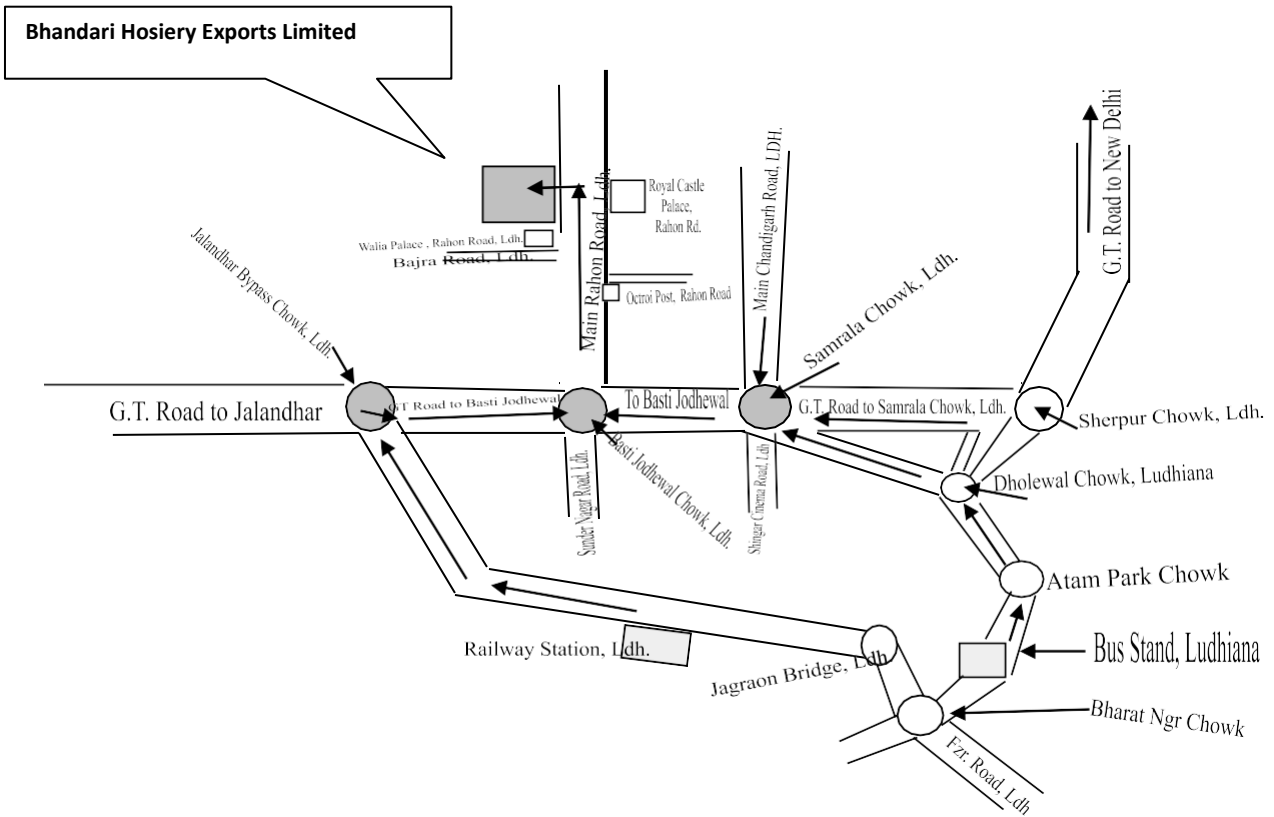 Bhandari Hosiery Exports Limited
G.T. Road to New Delhi
Main Chandigarh Road, LDH.
Main Rahon Road, Ldh.
Royal Castle
Palace,
Rahon Rd.
Walia Palace , Rahon Road, Ldh.
Bajra Road, Ldh.
Jalandhar Bypass Chowk, Ldh.
Octroi Post, Rahon Road
Samrala Chowk, Ldh.
G.T. Road to Jalandhar
GT Road to Basti Jodhewal
To Basti Jodhewal
G.T. Road to Samrala Chowk, Ldh.
Sherpur Chowk, Ldh.
Sunder Nagar Road, Ldh.
Basti Jodhewal Chowk, Ldh.
Shingar Cinema Road, Ldh
Dholewal Chowk, Ludhiana
Atam Park Chowk
Railway Station, Ldh.
Jagraon Bridge, Ldh.
Bus Stand, Ludhiana
Bharat Ngr Chowk
Fzr. Road, Ldh